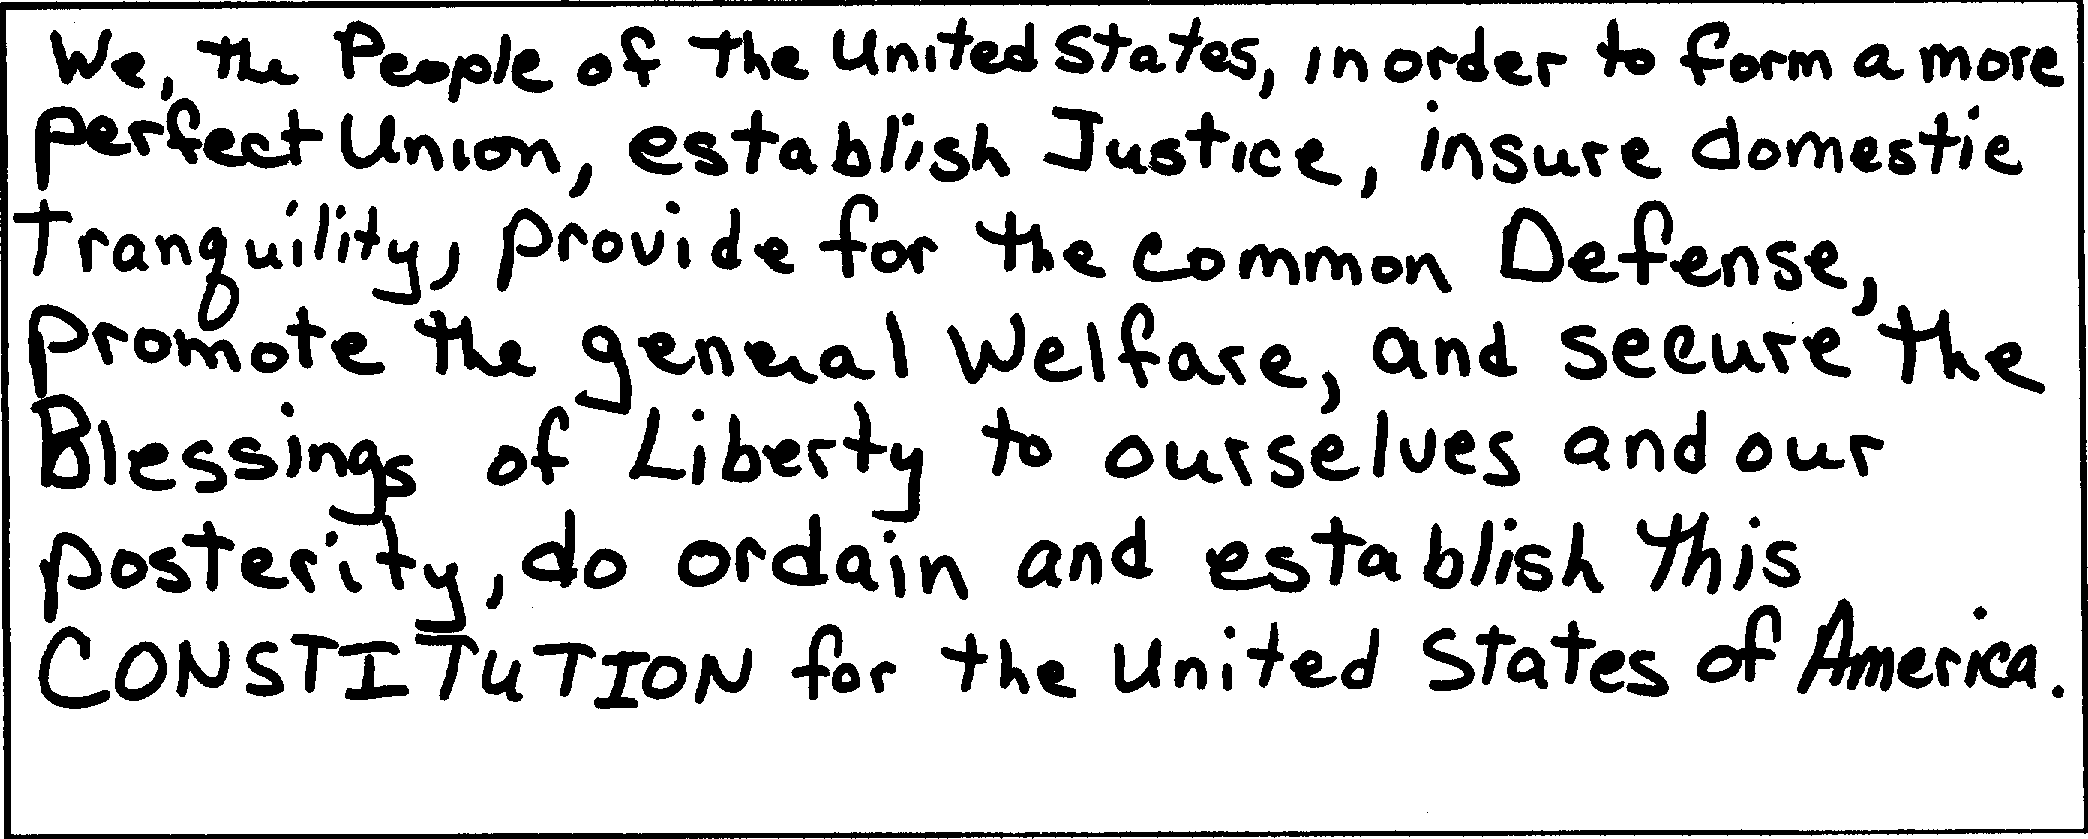 We, the People of the United States, in order to form a more
perfect Union, establish Justice, insure domestic
tranquility, provide for the common Defense,
promote the general Welfare, and secure the
Blessings of Liberty to ourselves and our
posterity, do ordain and establish this
CONSTITUTION for the United States of America.